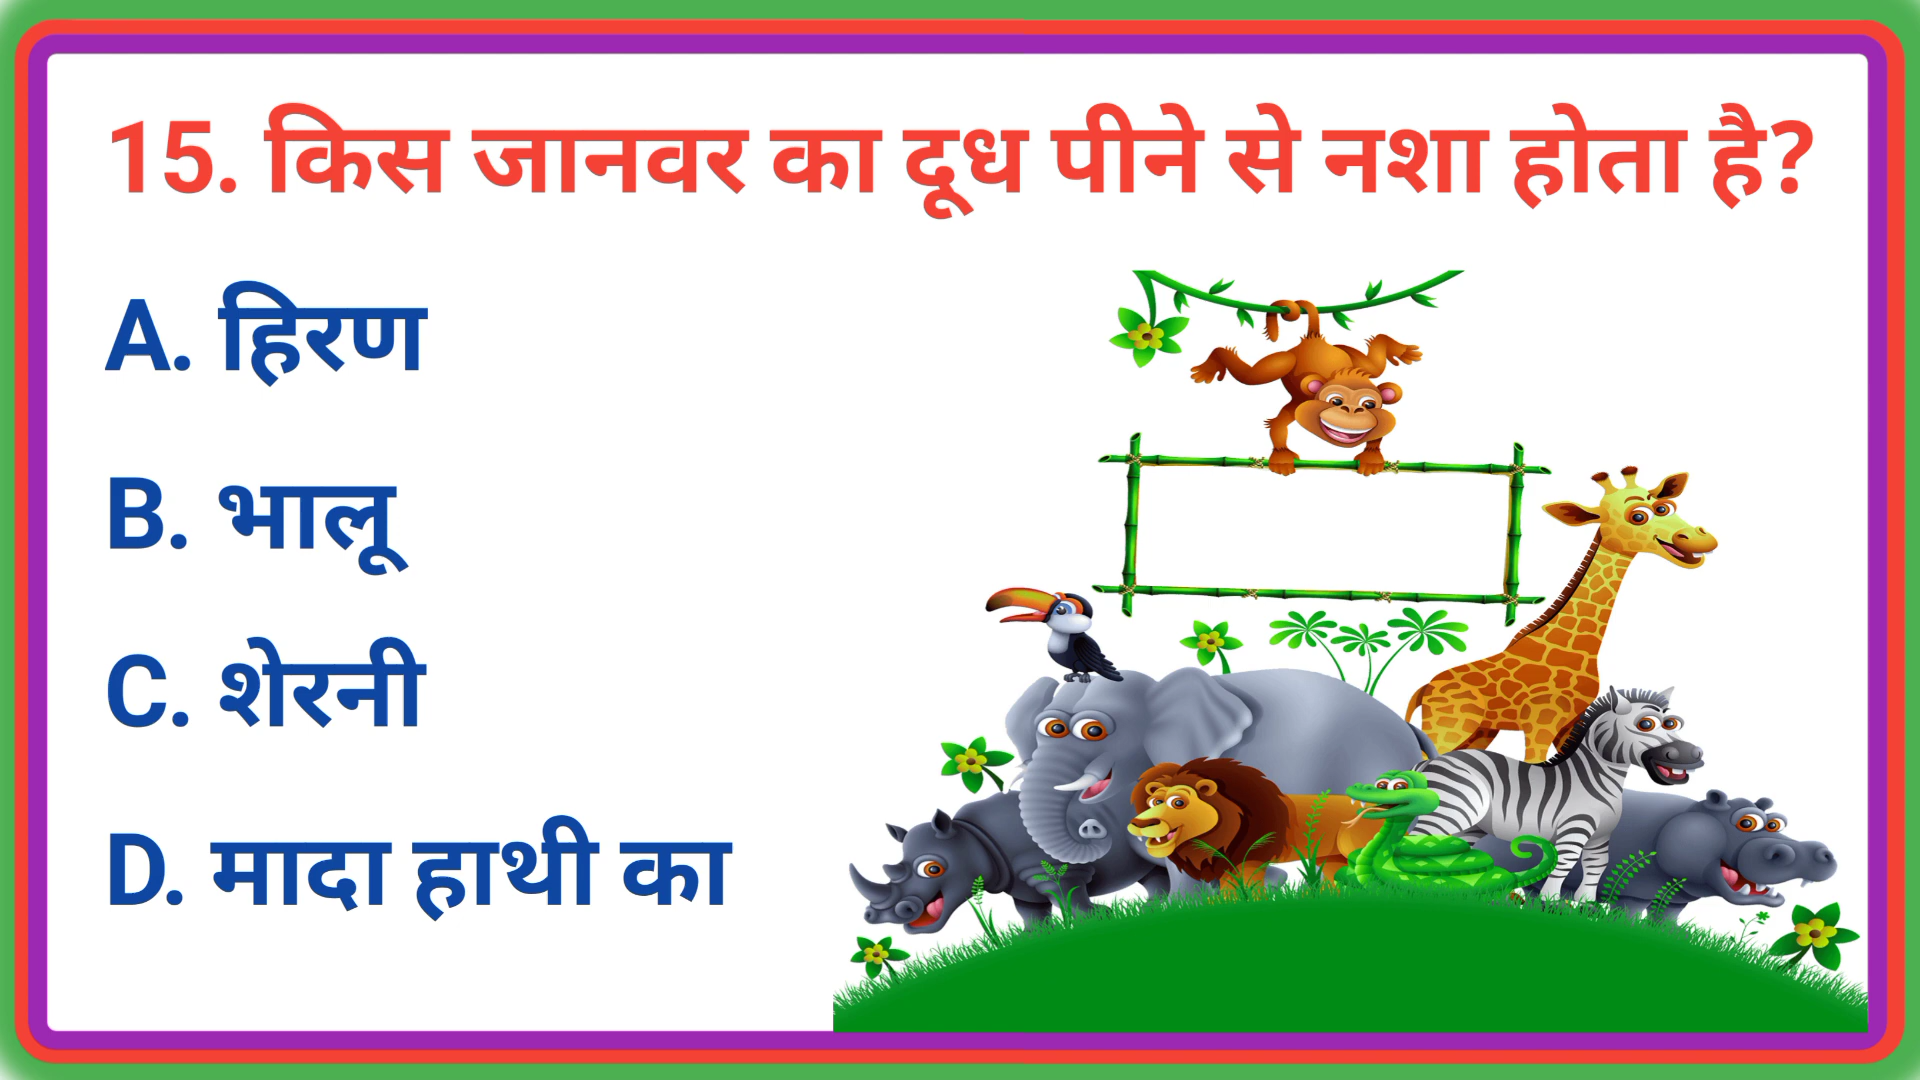 15. किस जानवर का दूध पीने से नशा होता है?
A. हिरण
B. भालू
C. शेरनी
D. मादा हाथी का